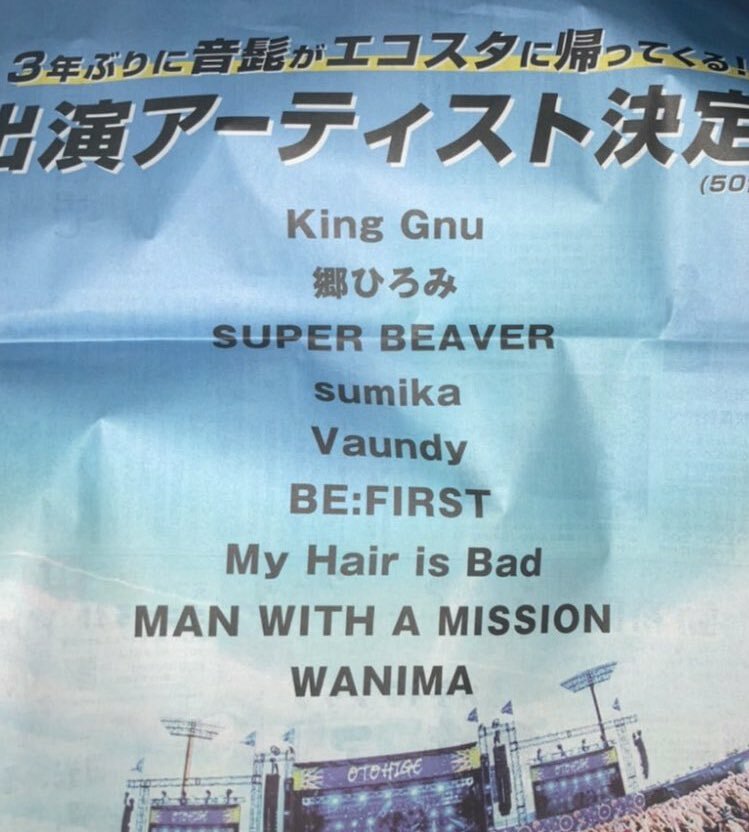 3年ぶりに音髭がエコスタに帰ってくる!
出演アーティスト決定
(50
King Gnu
郷ひろみ
SUPER BEAVER
sumika
Vaundy
BE:FIRST
My Hair is Bad
MAN WITH A MISSION
WANIMA
OTOHIGE
OTOHIGE